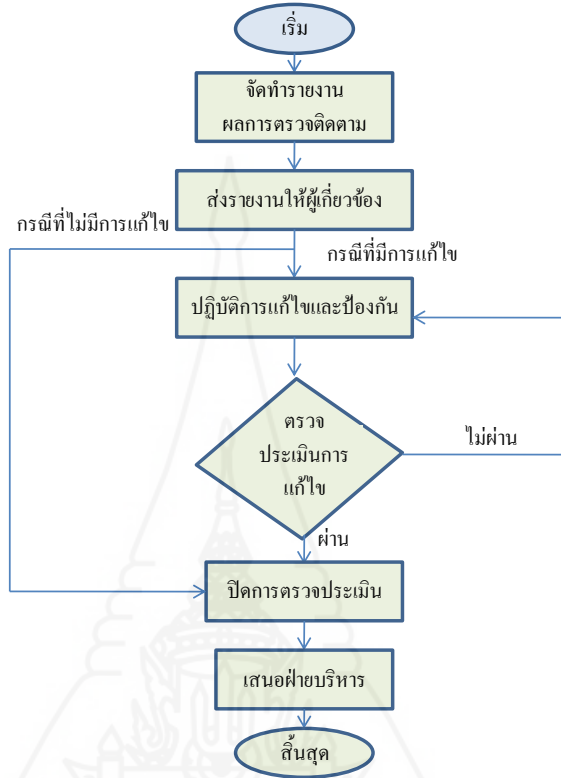 เริ่ม
จัดทำรายงาน
ผลการตรวจติดตาม
ส่งรายงานให้ผู้เกี่ยวข้อง
กรณีที่ไม่มีการแก้ไข
กรณีที่มีการแก้ไข
ปฏิบัติการแก้ไขและป้องกัน
ตรวจ
ประเมินการ
แก้ไข
ไม่ผ่าน
ผ่าน
ปิดการตรวจประเมิน
เสนอฝ่ายบริหาร
สิ้นสุด